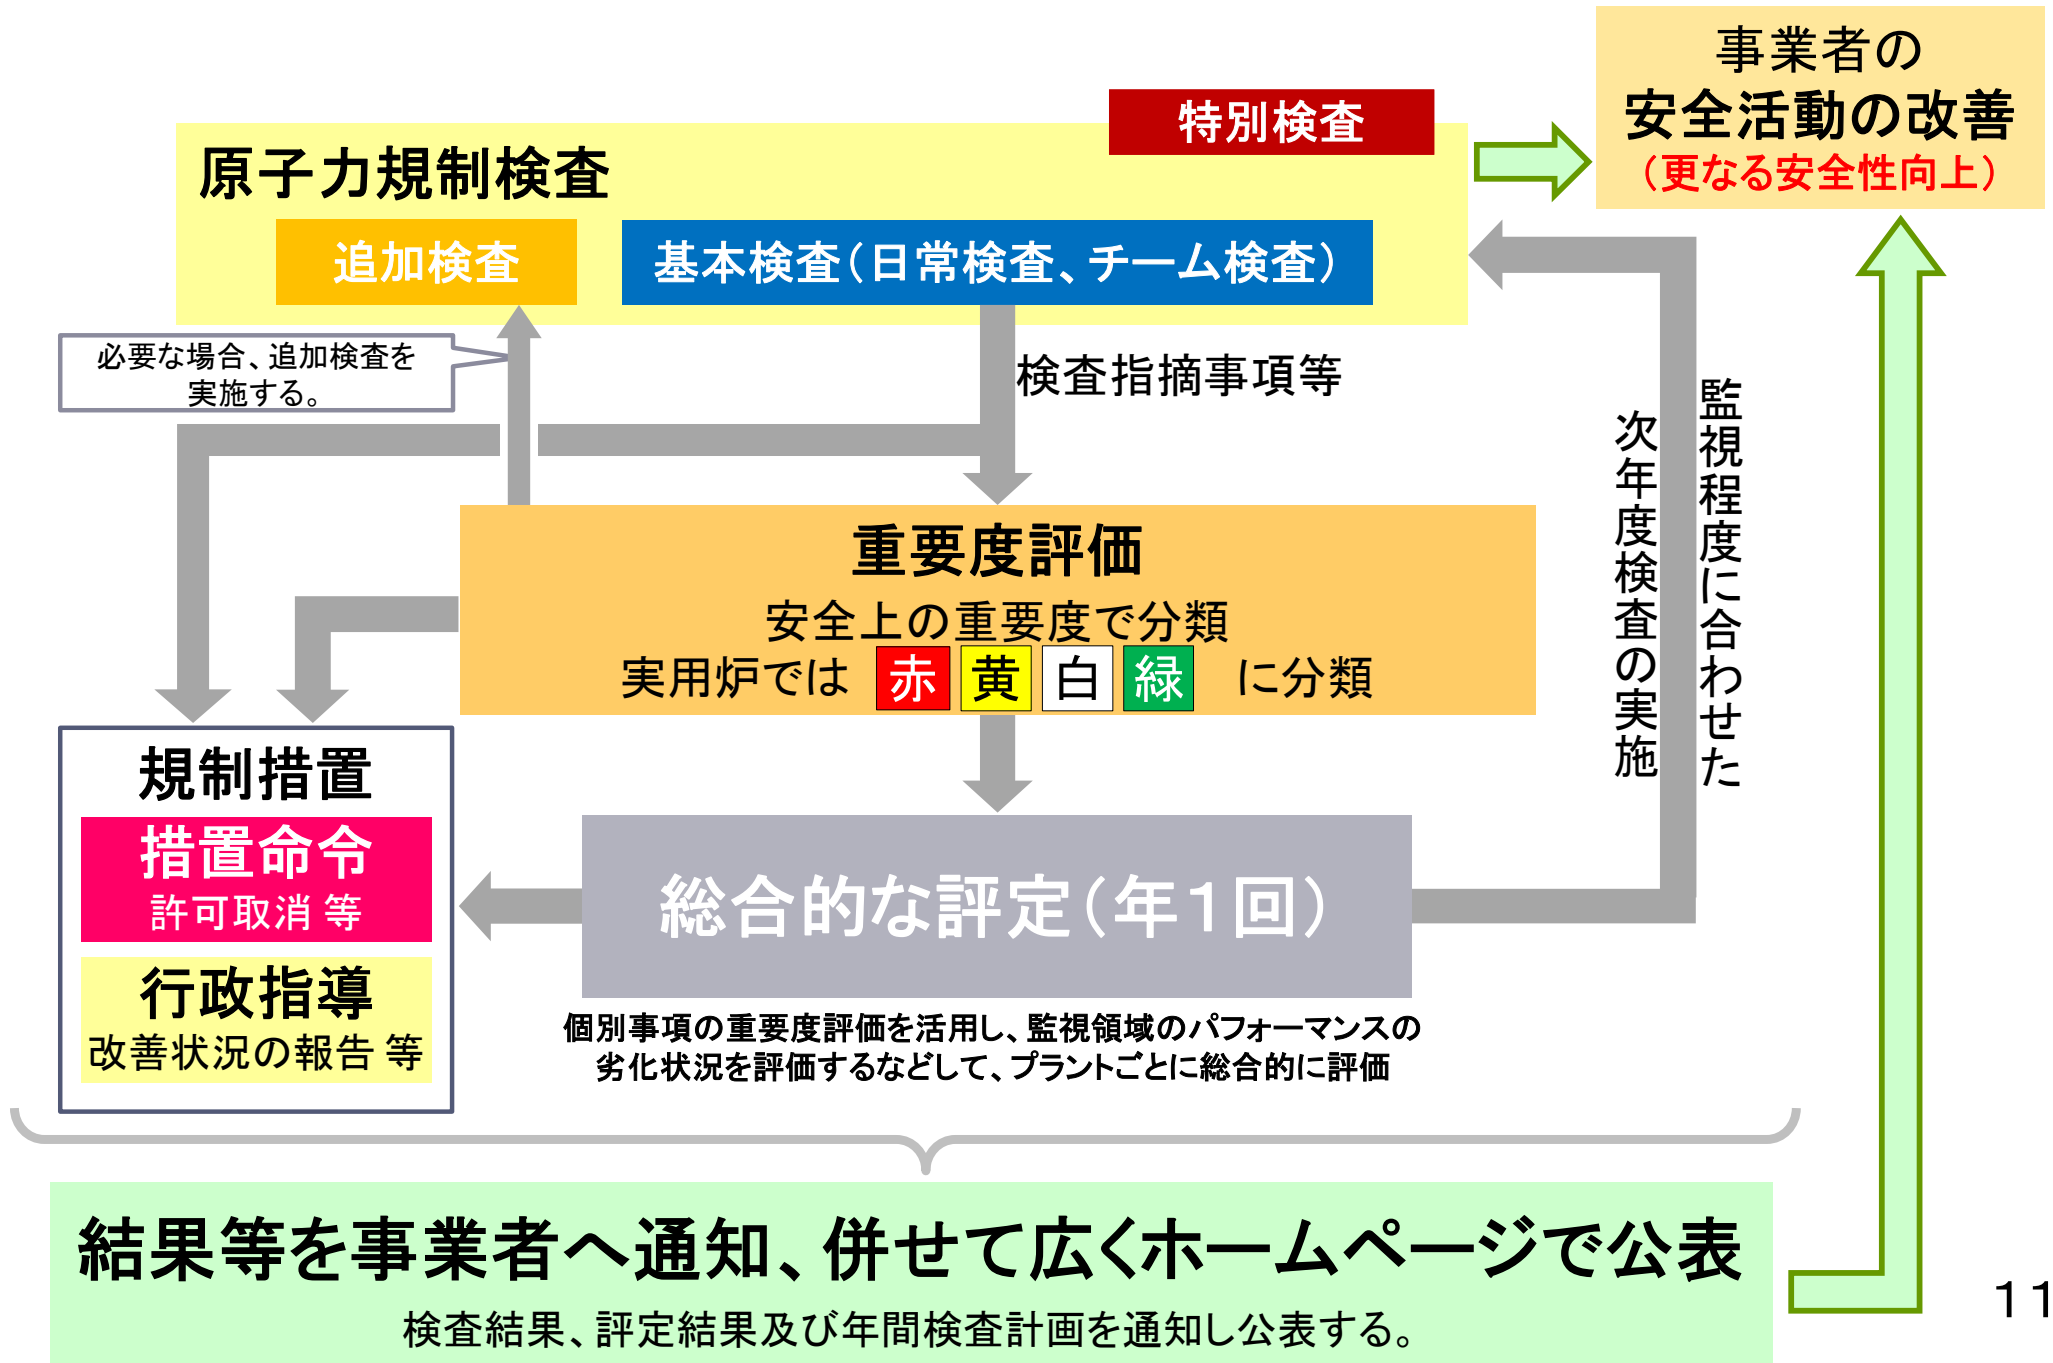 事業者の
安全活動の改善
（更なる安全性向上）
特別検査
原子力規制検査
追加検査
基本検査（日常検査、チーム検査）
必要な場合、追加検査を
実施する。
検査指摘事項等
監視程度に合わせた
次年度検査の実施
重要度評価
安全上の重要度で分類
実用炉では 赤 黄 白 緑 に分類
規制措置
措置命令
許可取消 等
行政指導
改善状況の報告 等
総合的な評定（年１回）
個別事項の重要度評価を活用し、監視領域のパフォーマンスの
劣化状況を評価するなどして、プラントごとに総合的に評価
結果等を事業者へ通知、併せて広くホームページで公表
検査結果、評定結果及び年間検査計画を通知し公表する。
11